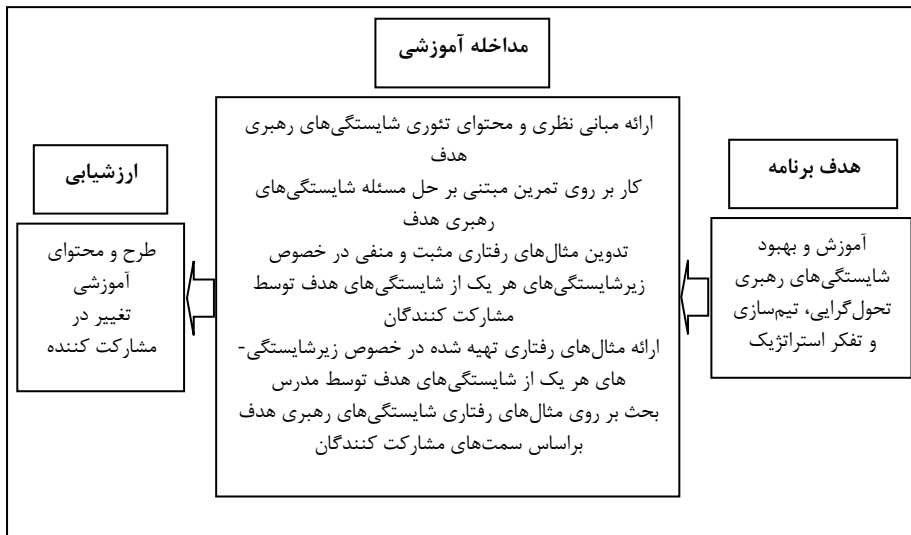 مداخله آموزشی
هدف برنامه
آموزش و بهبود
شایستگی‌های رهبری
تحول‌گرایی، تیم‌سازی
و تفکر استراتژیک
ارائه مبانی نظری و محتوای تئوری شایستگی‌های رهبری
هدف
کار بر روی تمرین مبتنی بر حل مسئله شایستگی‌های
رهبری هدف
تدوین مثال‌های رفتاری مثبت و منفی در خصوص
زیرشایستگی‌های هر یک از شایستگی‌های هدف توسط
مشارکت کنندگان
ارائه مثال‌های رفتاری تهیه شده در خصوص زیرشایستگی-
های هر یک از شایستگی‌های هدف توسط مدرس
بحث بر روی مثال‌های رفتاری شایستگی‌های رهبری هدف
براساس سمت‌های مشارکت کنندگان
ارزشیابی
طرح و محتوای
آموزشی
تغییر در
مشارکت کننده